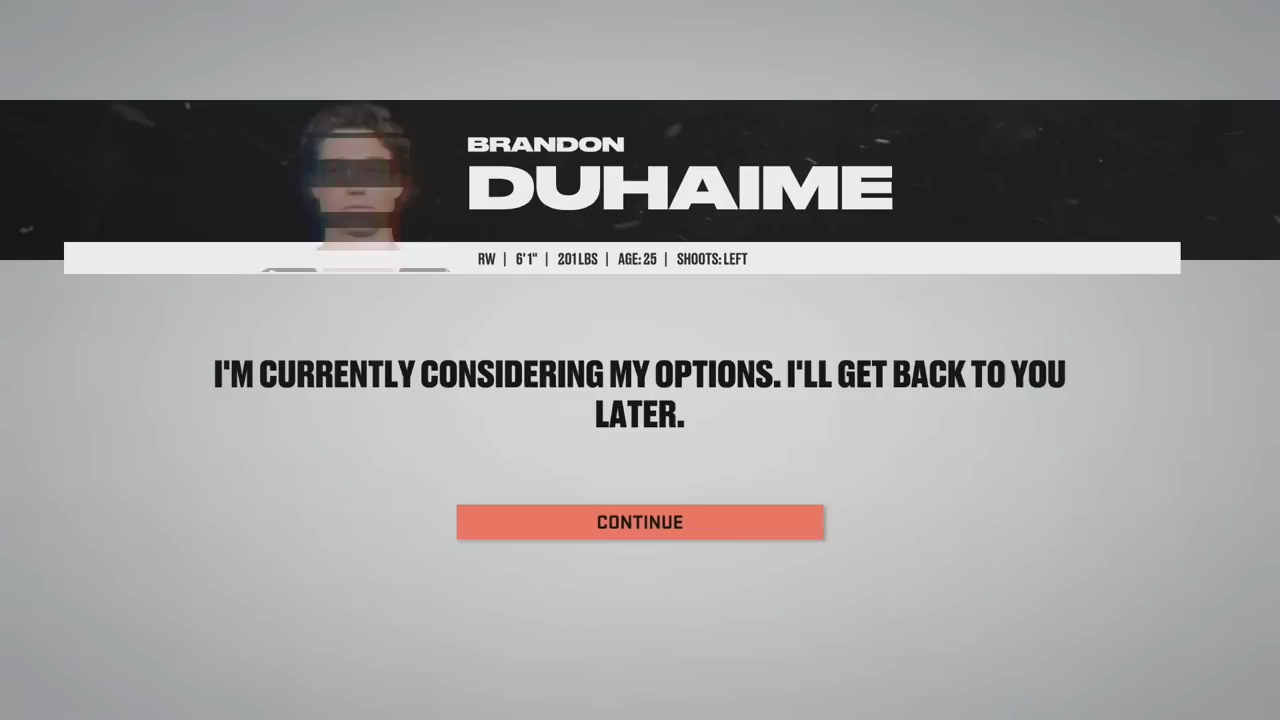 BRANDON
DUHAIME
RW | 6'1" | 201 LBS | AGE: 25 | SHOOTS: LEFT
I'M CURRENTLY CONSIDERING MY OPTIONS. I'LL GET BACK TO YOU
LATER.
CONTINUE